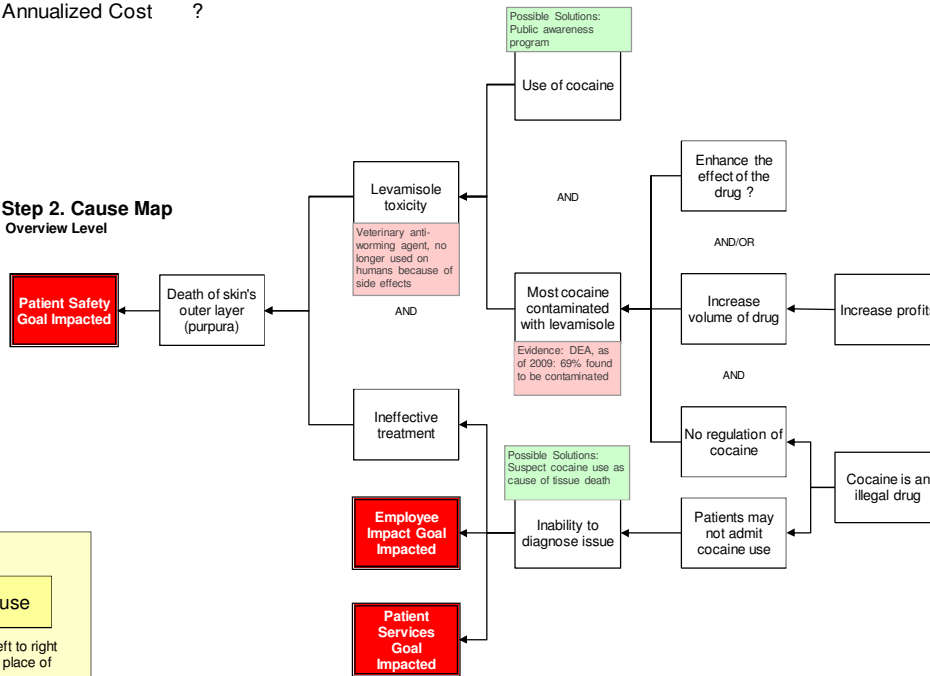 Annualized Cost ?
Possible Solutions:
Public awareness
program
Use of cocaine
Enhance the
effect of the
drug ?
Levamisole
toxicity
AND
Step 2. Cause Map
Overview Level
Veterinary anti-
worming agent, no
longer used on
humans because of
side effects
AND/OR
Patient Safety
Goal Impacted
Death of skin's
outer layer
(purpura)
AND
Most cocaine
contaminated
with levamisole
Increase
volume of drug
Increase profits
Evidence: DEA, as
of 2009: 69% found
to be contaminated
AND
Ineffective
treatment
No regulation of
cocaine
Possible Solutions:
Suspect cocaine use as
cause of tissue death
Cocaine is an
illegal drug
Employee
Impact Goal
Impacted
Inability to
diagnose issue
Patients may
not admit
cocaine use
use
eft to right
place of
Patient
Services
Goal
Impacted